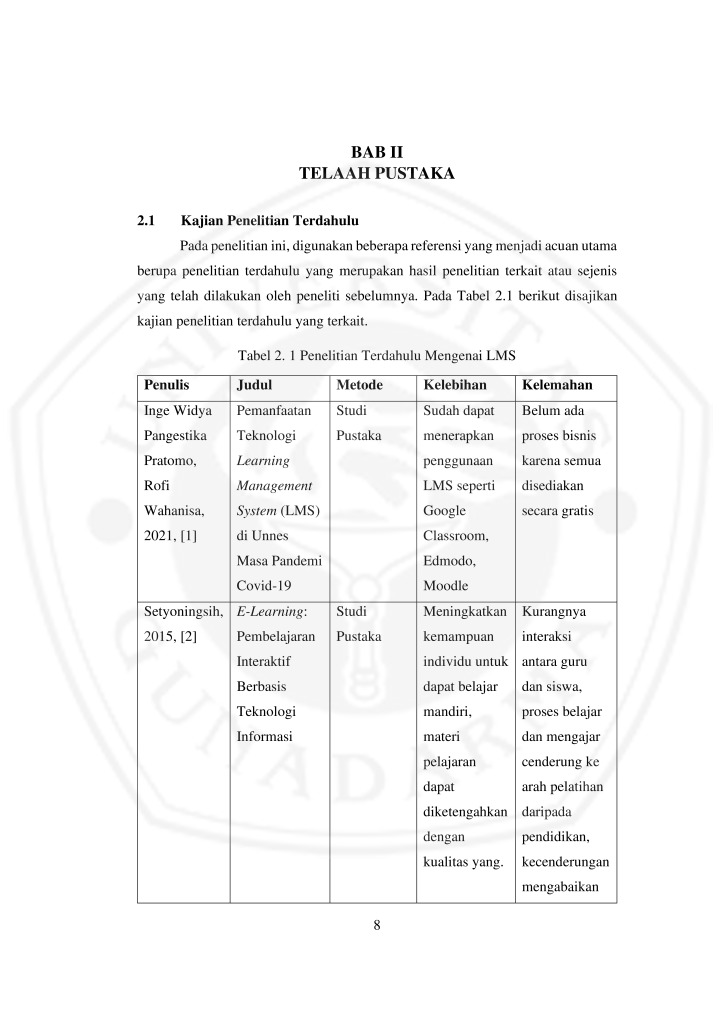 BAB II
TELAAH PUSTAKA
2.1 Kajian Penelitian Terdahulu
Pada penelitian ini, digunakan beberapa referensi yang menjadi acuan utama
berupa penelitian terdahulu yang merupakan hasil penelitian terkait atau sejenis
yang telah dilakukan oleh peneliti sebelumnya. Pada Tabel 2.1 berikut disajikan
kajian penelitian terdahulu yang terkait.
Tabel 2. 1 Penelitian Terdahulu Mengenai LMS
Penulis Judul Metode Kelebihan Kelemahan
Inge Widya Pemanfaatan Studi Sudah dapat Belum ada
Pangestika Teknologi Pustaka menerapkan proses bisnis
Pratomo, Learning penggunaan karena semua
Rofi Management LMS seperti disediakan
Wahanisa, System (LMS) Google secara gratis
2021, [1] di Unnes Classroom,
Masa Pandemi Edmodo,
Covid-19 Moodle
Setyoningsih, E-Learning: Studi Meningkatkan Kurangnya
2015, [2] Pembelajaran Pustaka kemampuan interaksi
Interaktif individu untuk antara guru
Berbasis dapat belajar dan siswa,
Teknologi mandiri, proses belajar
Informasi materi dan mengajar
pelajaran cenderung ke
dapat arah pelatihan
diketengahkan daripada
dengan pendidikan,
kualitas yang. kecenderungan
mengabaikan
8
UNIVERSITAS
GUNADARMA